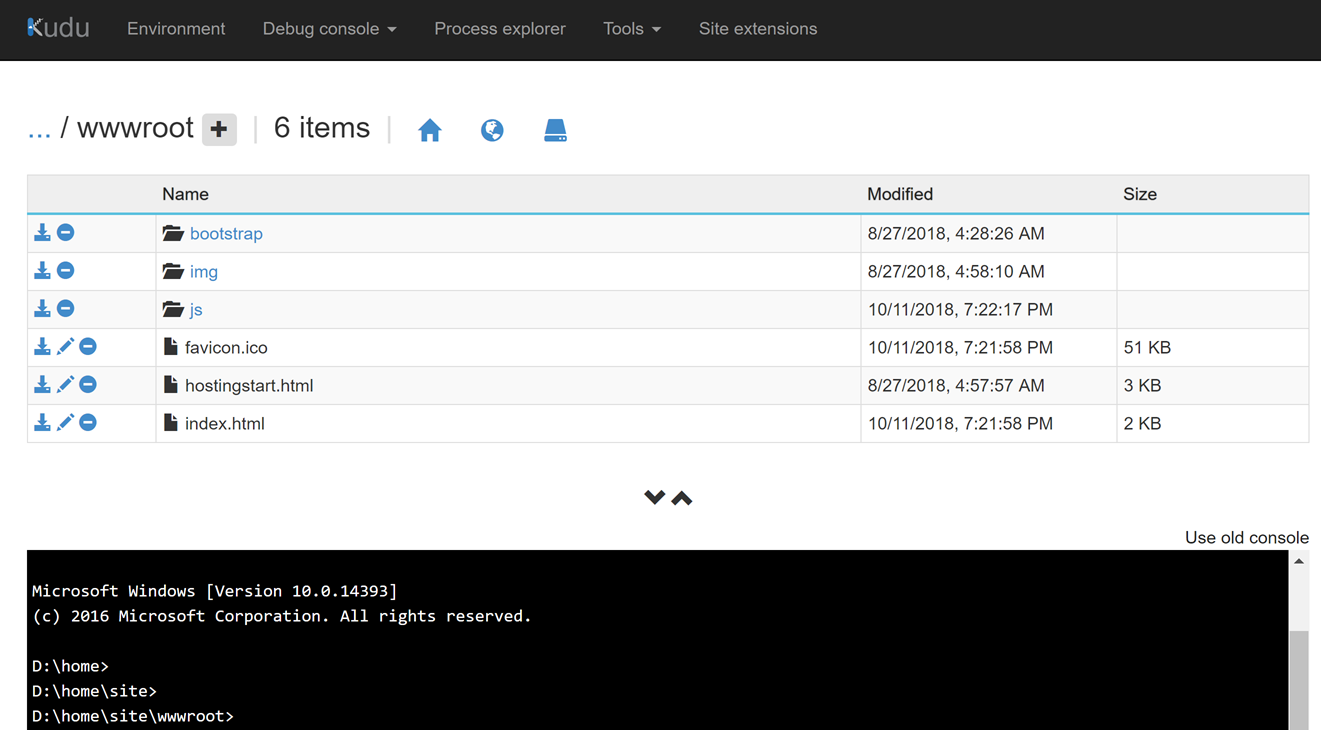 Kudu Environment Debug console Process explorer Tools Site extensions
... / wwwroot + | 6 items |
Name Modified Size
bootstrap 8/27/2018, 4:28:26 AM
img 8/27/2018, 4:58:10 AM
js 10/11/2018, 7:22:17 PM
favicon.ico 10/11/2018, 7:21:58 PM 51 KB
hostingstart.html 8/27/2018, 4:57:57 AM 3 KB
index.html 10/11/2018, 7:21:58 PM 2 KB
Use old console
Microsoft Windows [Version 10.0.14393]
(c) 2016 Microsoft Corporation. All rights reserved.
D:\home>
D:\home\site>
D:\home\site\wwwroot>